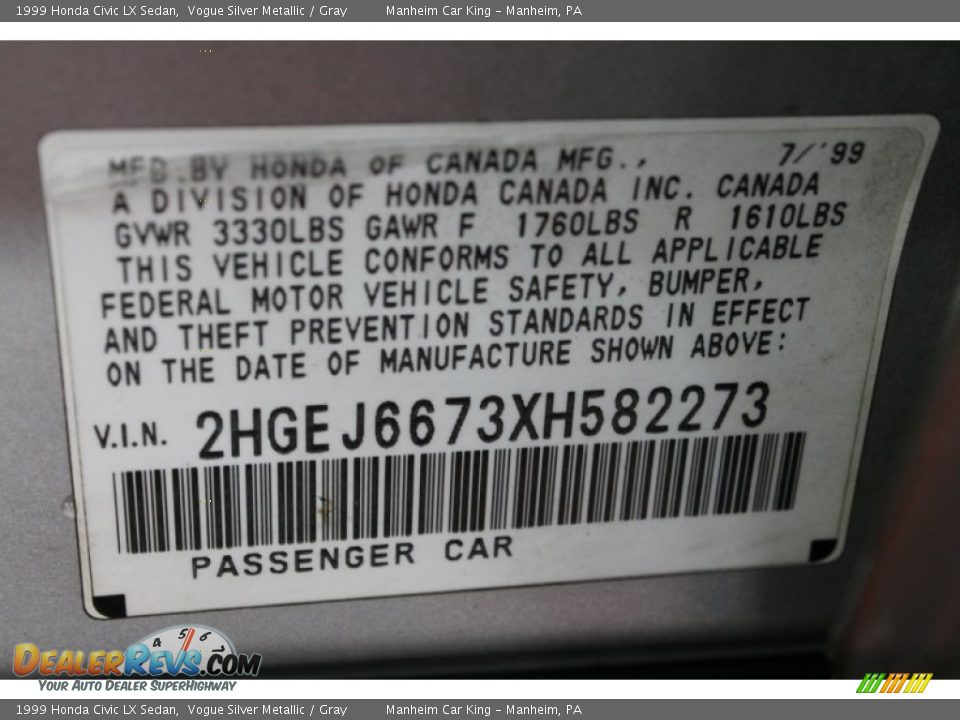 1999 Honda Civic LX Sedan, Vogue Silver Metallic / Gray Manheim Car King - Manheim, PA
MFD.BY HONDA OF CANADA MFG., 7/'99
A DIVISION OF HONDA CANADA INC. CANADA
GVWR 3330LBS GAWR F 1760LBS R 1610LBS
THIS VEHICLE CONFORMS TO ALL APPLICABLE
FEDERAL MOTOR VEHICLE SAFETY, BUMPER,
AND THEFT PREVENTION STANDARDS IN EFFECT
ON THE DATE OF MANUFACTURE SHOWN ABOVE:
V.I.N. 2HGEJ6673XH582273
PASSENGER CAR
4 5 6
DEALERREVS.COM
YOUR AUTO DEALER SUPERHIGHWAY
1999 Honda Civic LX Sedan, Vogue Silver Metallic / Gray Manheim Car King - Manheim, PA